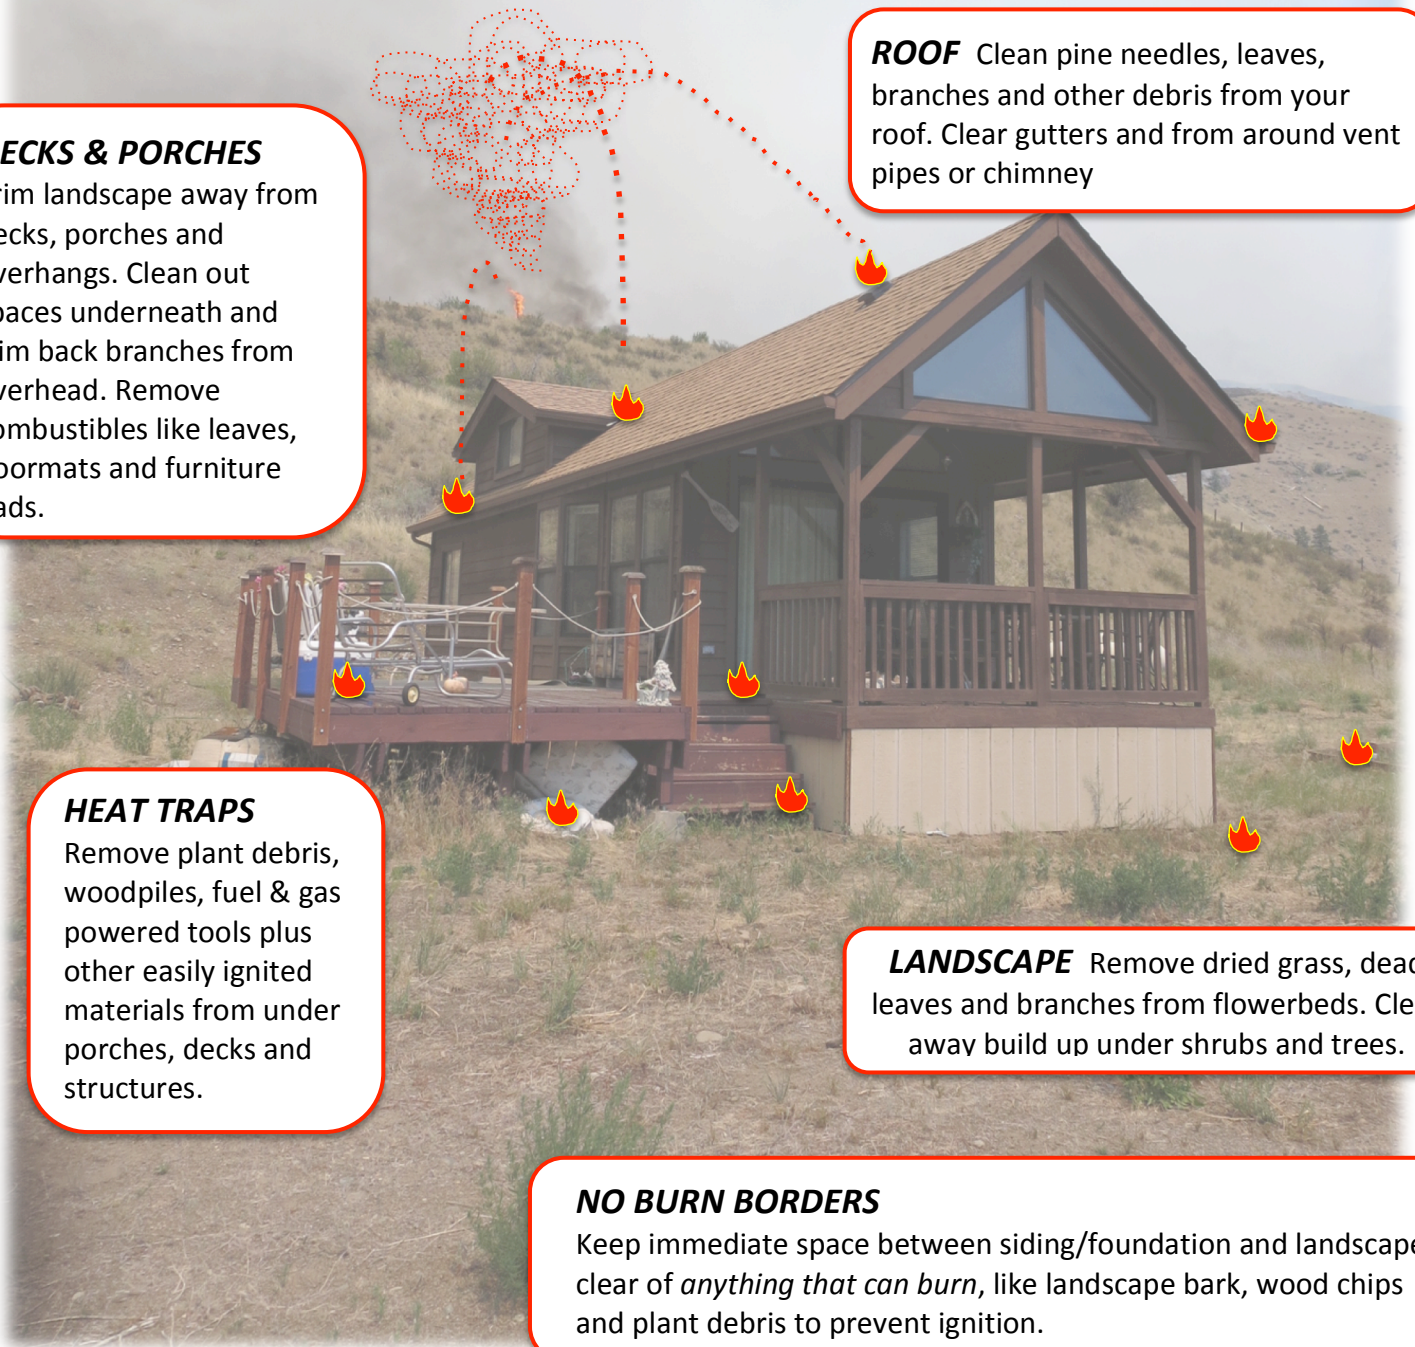 ROOF Clean pine needles, leaves,
branches and other debris from your
roof. Clear gutters and from around vent
pipes or chimney
ECKS & PORCHES
rim landscape away from
ecks, porches and
verhangs. Clean out
paces underneath and
im back branches from
verhead. Remove
ombustibles like leaves,
oormats and furniture
ads.
HEAT TRAPS
Remove plant debris,
woodpiles, fuel & gas
powered tools plus
other easily ignited
materials from under
porches, decks and
structures.
LANDSCAPE Remove dried grass, dead
leaves and branches from flowerbeds. Cle
away build up under shrubs and trees.
NO BURN BORDERS
Keep immediate space between siding/foundation and landscape
clear of anything that can burn, like landscape bark, wood chips
and plant debris to prevent ignition.